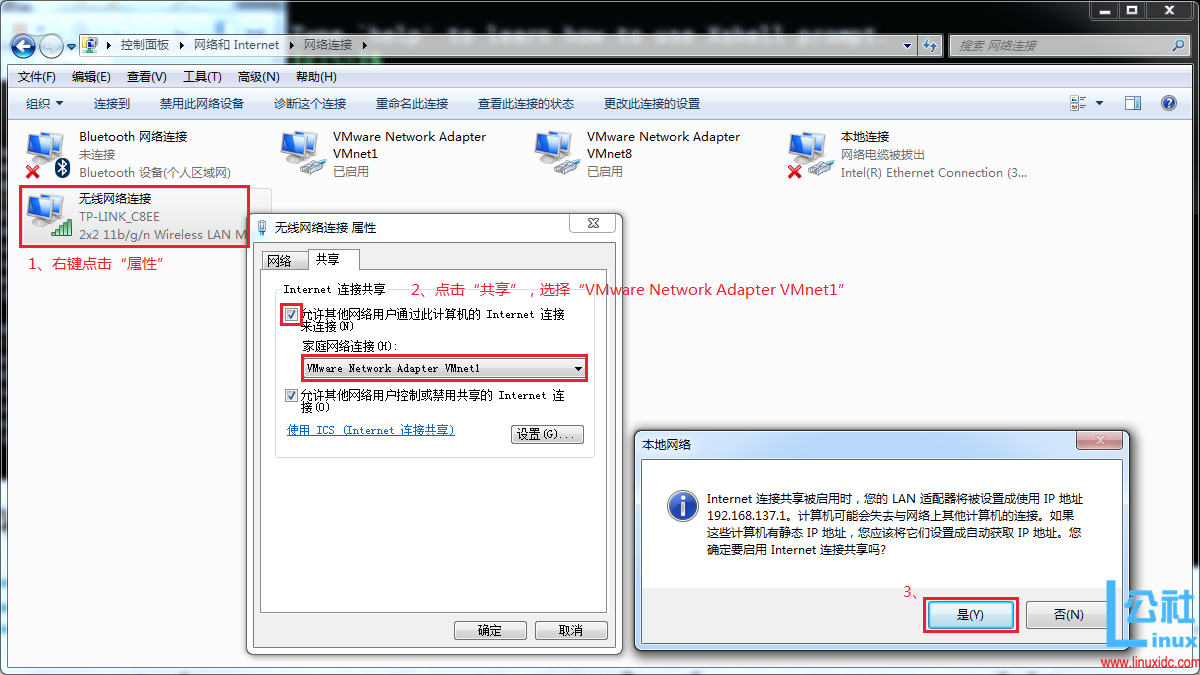 Type `help' to learn how to use Xshell prompt.
控制面板 ▸ 网络和 Internet ▸ 网络连接 ▸
搜索 网络连接
文件(F) 编辑(E) 查看(V) 工具(T) 高级(N) 帮助(H)
组织 连接到 禁用此网络设备 诊断这个连接 重命名此连接 查看此连接的状态 更改此连接的设置
Bluetooth 网络连接
未连接
Bluetooth 设备(个人区域网)
VMware Network Adapter
VMnet1
已启用
VMware Network Adapter
VMnet8
已启用
本地连接
网络电缆被拔出
Intel(R) Ethernet Connection (3...
无线网络连接
TP-LINK_C8EE
2x2 11b/g/n Wireless LAN M
1、右键点击“属性”
无线网络连接 属性
网络 共享
Internet 连接共享
2、点击“共享”，选择“VMware Network Adapter VMnet1”
允许其他网络用户通过此计算机的 Internet 连接
来连接(N)
家庭网络连接(H):
VMware Network Adapter VMnet1
允许其他网络用户控制或禁用共享的 Internet 连
接(O)
使用 ICS (Internet 连接共享)
设置(G)...
确定 取消
本地网络
Internet 连接共享被启用时，您的 LAN 适配器将被设置成使用 IP 地址
192.168.137.1。计算机可能会失去与网络上其他计算机的连接。如果
这些计算机有静态 IP 地址，您应该将它们设置成自动获取 IP 地址。您
确定要启用 Internet 连接共享吗?
3、
是(Y) 否(N)
公社
Linux
www.linuxidc.com